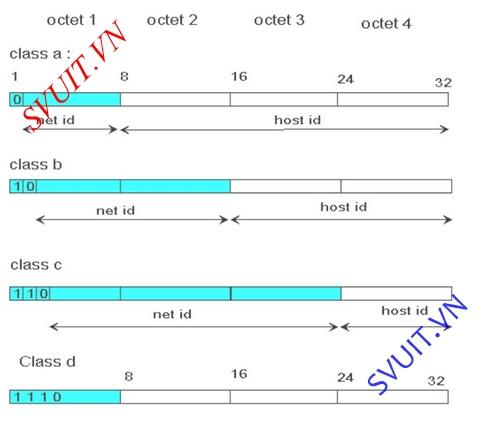 octet 1 octet 2 octet 3 octet 4
class a :
1 8 16 24 32
0
net id host id
class b
1 0
net id host id
class c
1 1 0
net id host id
Class d
8 16 24 32
1 1 1 0
SVUIT.VN
SVUIT.VN